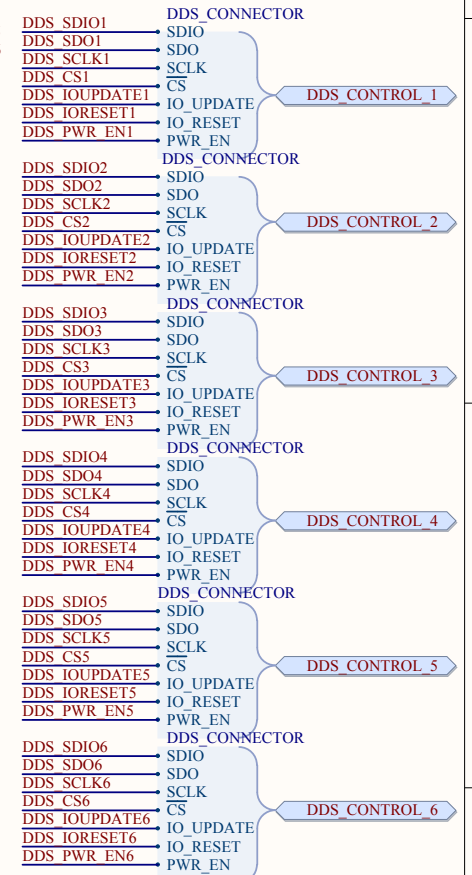 DDS_CONNECTOR
DDS_SDIO1 SDIO
DDS_SDO1 SDO
DDS_SCLK1 SCLK
DDS_CS1 CS DDS_CONTROL_1
DDS_IOUPDATE1 IO_UPDATE
DDS_IORESET1 IO_RESET
DDS_PWR_EN1 PWR_EN
DDS_CONNECTOR
DDS_SDIO2 SDIO
DDS_SDO2 SDO
DDS_SCLK2 SCLK
DDS_CS2 CS DDS_CONTROL_2
DDS_IOUPDATE2 IO_UPDATE
DDS_IORESET2 IO_RESET
DDS_PWR_EN2 PWR_EN
DDS_CONNECTOR
DDS_SDIO3 SDIO
DDS_SDO3 SDO
DDS_SCLK3 SCLK
DDS_CS3 CS DDS_CONTROL_3
DDS_IOUPDATE3 IO_UPDATE
DDS_IORESET3 IO_RESET
DDS_PWR_EN3 PWR_EN
DDS_CONNECTOR
DDS_SDIO4 SDIO
DDS_SDO4 SDO
DDS_SCLK4 SCLK
DDS_CS4 CS DDS_CONTROL_4
DDS_IOUPDATE4 IO_UPDATE
DDS_IORESET4 IO_RESET
DDS_PWR_EN4 PWR_EN
DDS_CONNECTOR
DDS_SDIO5 SDIO
DDS_SDO5 SDO
DDS_SCLK5 SCLK
DDS_CS5 CS DDS_CONTROL_5
DDS_IOUPDATE5 IO_UPDATE
DDS_IORESET5 IO_RESET
DDS_PWR_EN5 PWR_EN
DDS_CONNECTOR
DDS_SDIO6 SDIO
DDS_SDO6 SDO
DDS_SCLK6 SCLK
DDS_CS6 CS DDS_CONTROL_6
DDS_IOUPDATE6 IO_UPDATE
DDS_IORESET6 IO_RESET
DDS_PWR_EN6 PWR_EN